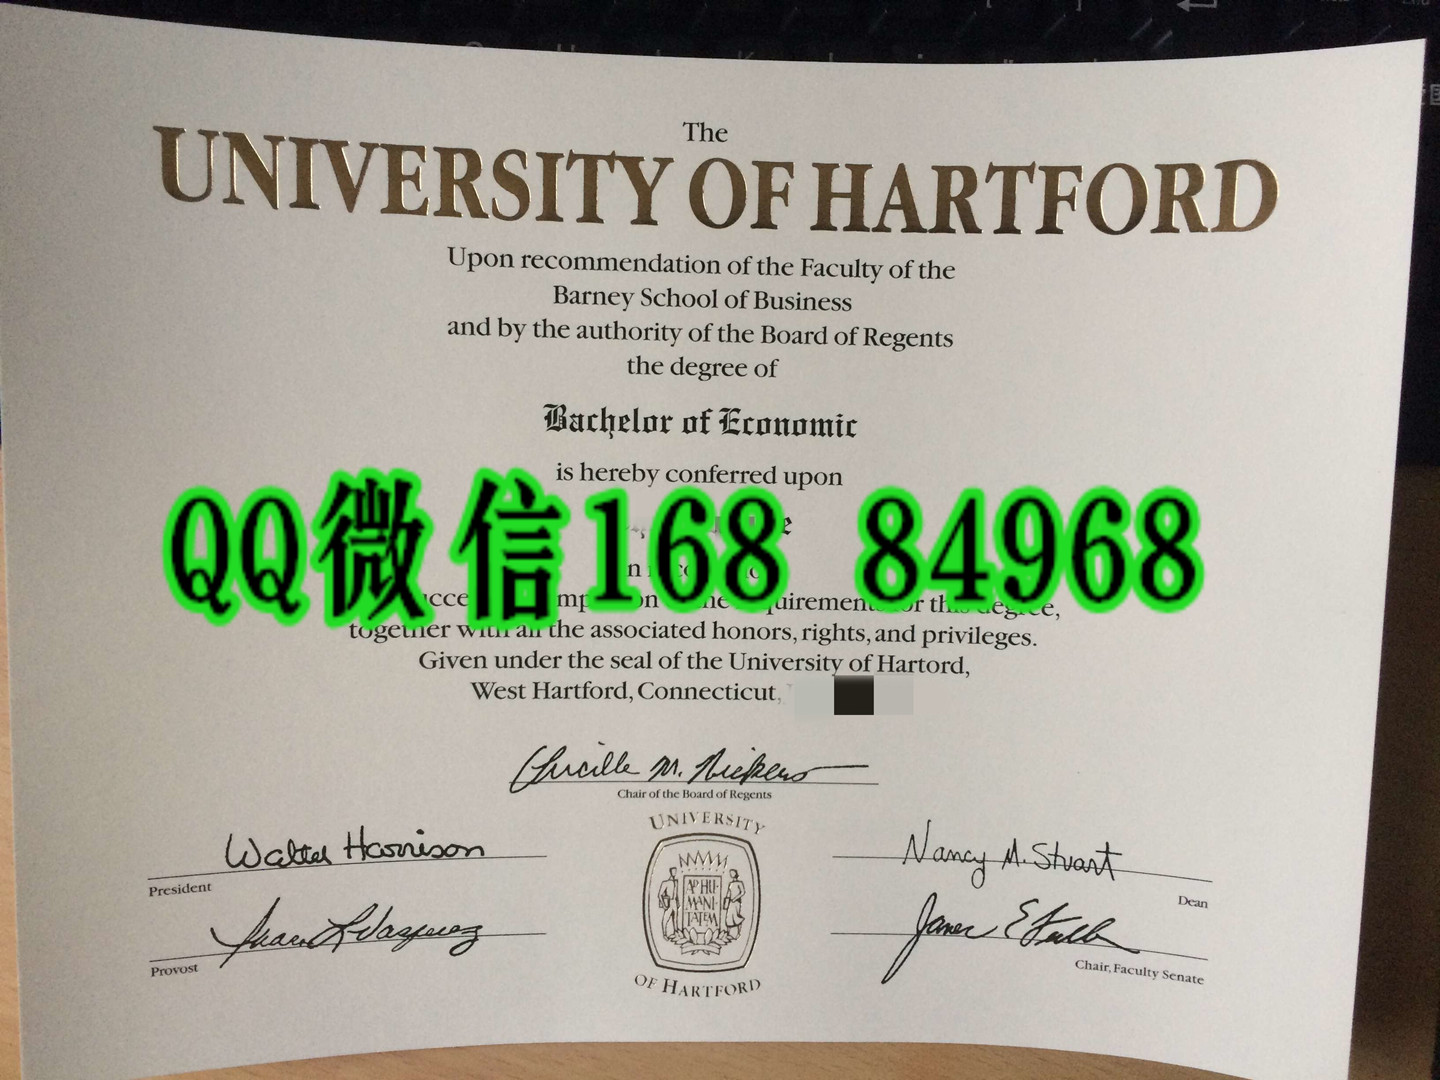 The
UNIVERSITY OF HARTFORD
Upon recommendation of the Faculty of the
Barney School of Business
and by the authority of the Board of Regents
the degree of
Bachelor of Economic
is hereby conferred upon
QQ微信168 84968
together with all the associated honors, rights, and privileges.
Given under the seal of the University of Hartord,
West Hartford, Connecticut,
Chair of the Board of Regents
Walter Harrison
President
Nancy M. Stuart
Dean
Provost
Chair, Faculty Senate
UNIVERSITY
AD HU-
MANI-
TATEM
OF HARTFORD